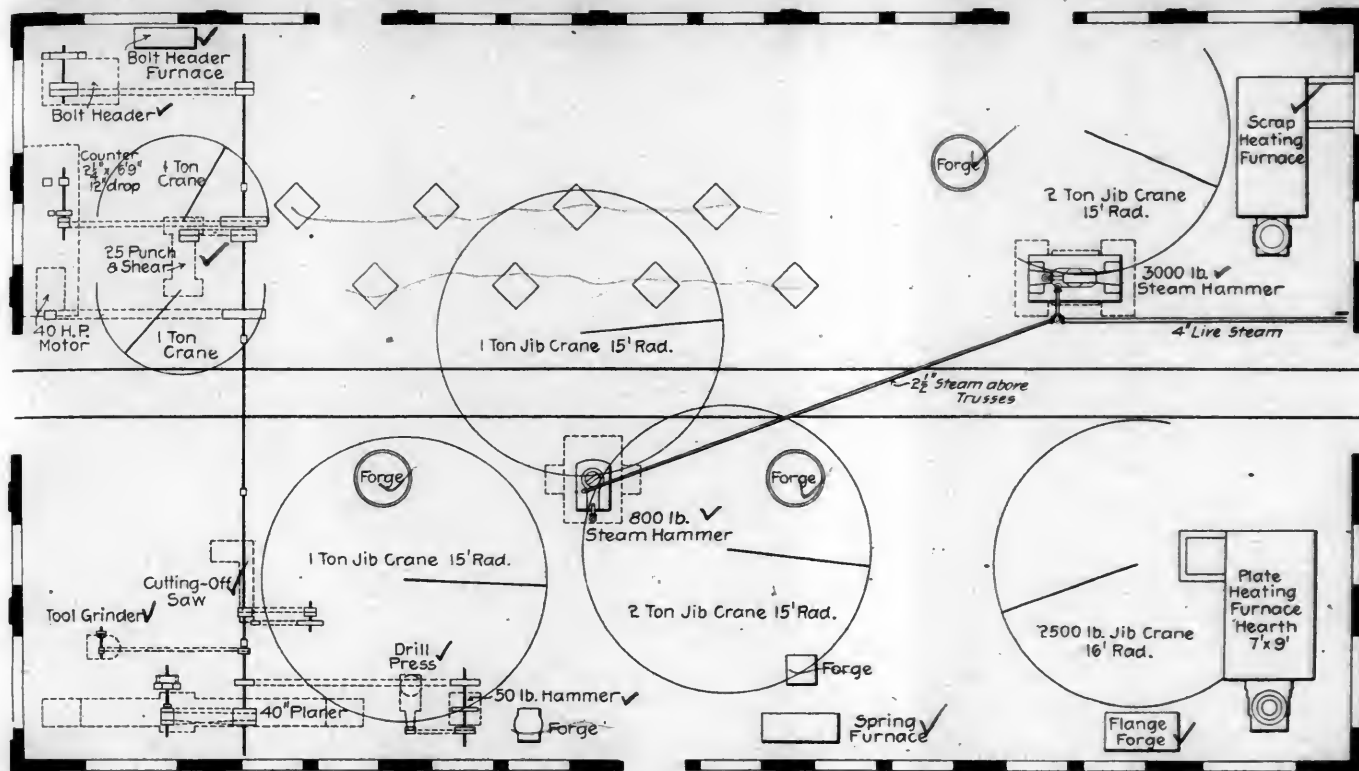 Bolt Header
Furnace
Bolt Header
Counter
6'9"
12" drop
Ton
Crane
25 Punch
& Shear
40 H.P.
Motor
1 Ton
Crane
Forge
2 Ton Jib Crane
15' Rad.
Scrap
Heating
Furnace
3000 lb.
Steam Hammer
4" Live Steam
1 Ton Jib Crane 15' Rad.
2½" Steam above
Trusses
Forge
800 lb.
Steam Hammer
Forge
1 Ton Jib Crane 15' Rad.
Cutting-Off
Saw
Tool Grinder
2 Ton Jib Crane 15' Rad.
Plate
Heating
Furnace
Hearth
7'x9'
2500 lb. Jib Crane
16' Rad.
Drill
Press
Forge
50 lb. Hammer
40" Planer
Forge
Spring
Furnace
Flange
Forge